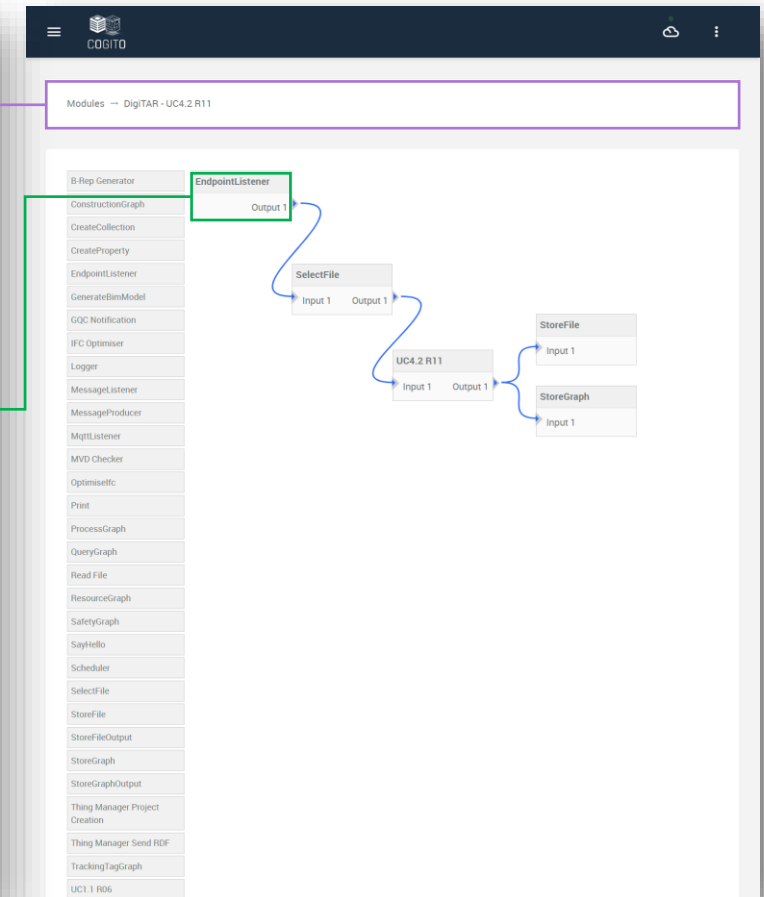 COGITO
Modules → DigiTAR - UC4.2 R11
B-Rep Generator
ConstructionGraph
CreateCollection
CreateProperty
EndpointListener
GenerateBimModel
GQC Notification
IFC Optimiser
Logger
MessageListener
MessageProducer
MqttListener
MVD Checker
OptimiseIfc
Print
ProcessGraph
QueryGraph
Read File
ResourceGraph
SafetyGraph
SayHello
Scheduler
SelectFile
StoreFile
StoreFileOutput
StoreGraph
StoreGraphOutput
Thing Manager Project
Creation
Thing Manager Send RDF
TrackingTagGraph
UC1.1 R06
EndpointListener
Output 1
SelectFile
Input 1 Output 1
UC4.2 R11
Input 1 Output 1
StoreFile
Input 1
StoreGraph
Input 1